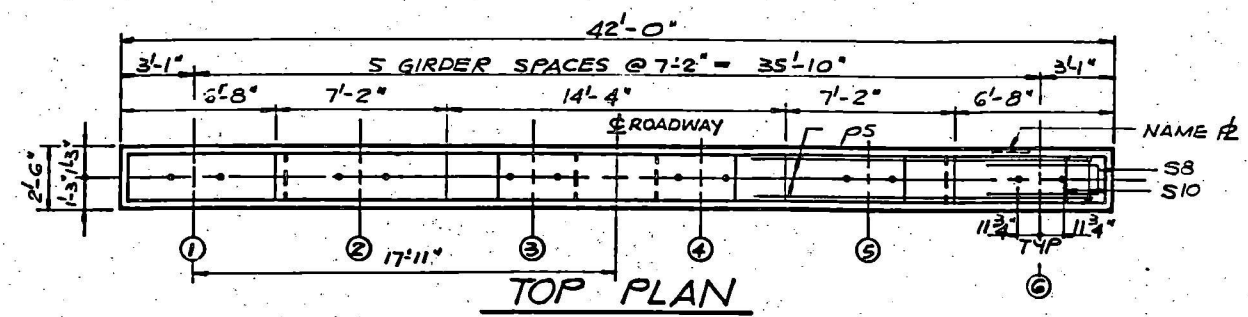 42'-0"
3'-1" 5 GIRDER SPACES @ 7'-2" = 35'-10" 3'-1"
6'-8" 7'-2" 14'-4" 7'-2" 6'-8"
℄ ROADWAY P5 NAME ℙL
2'-6" 1'-3" 1'-3" S8
S10
11¾" TYP 11¾"
① ② ③ ④ ⑤
17'-11"
⑥
TOP PLAN